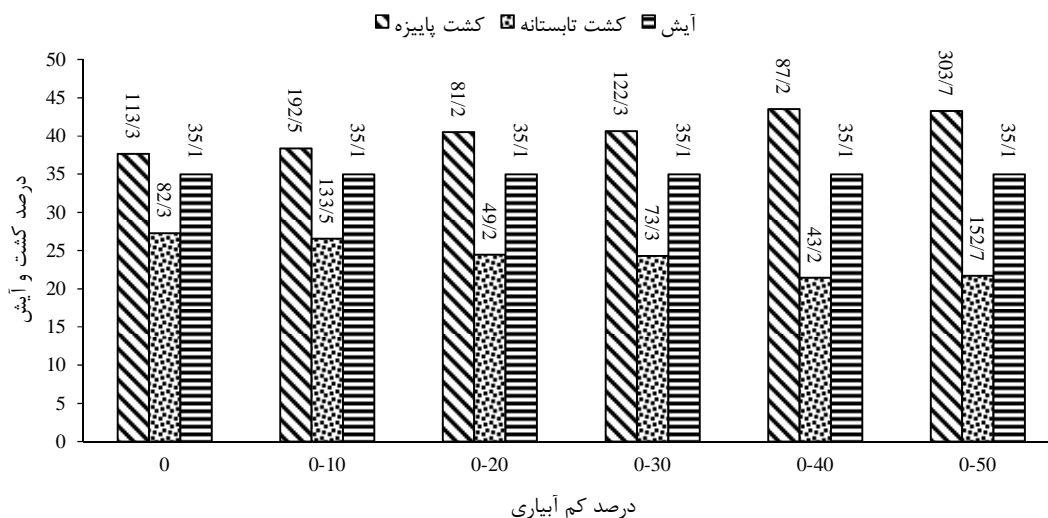 کشت پاییزه کشت تابستانه آیش
درصد کشت و آیش
50
45
40
35
30
25
20
15
10
5
0
113/3 82/3 35/1
192/5 133/5 35/1
81/2 49/2 35/1
122/3 73/3 35/1
87/2 43/2 35/1
303/7 152/7 35/1
0 0-10 0-20 0-30 0-40 0-50
درصد کم آبیاری